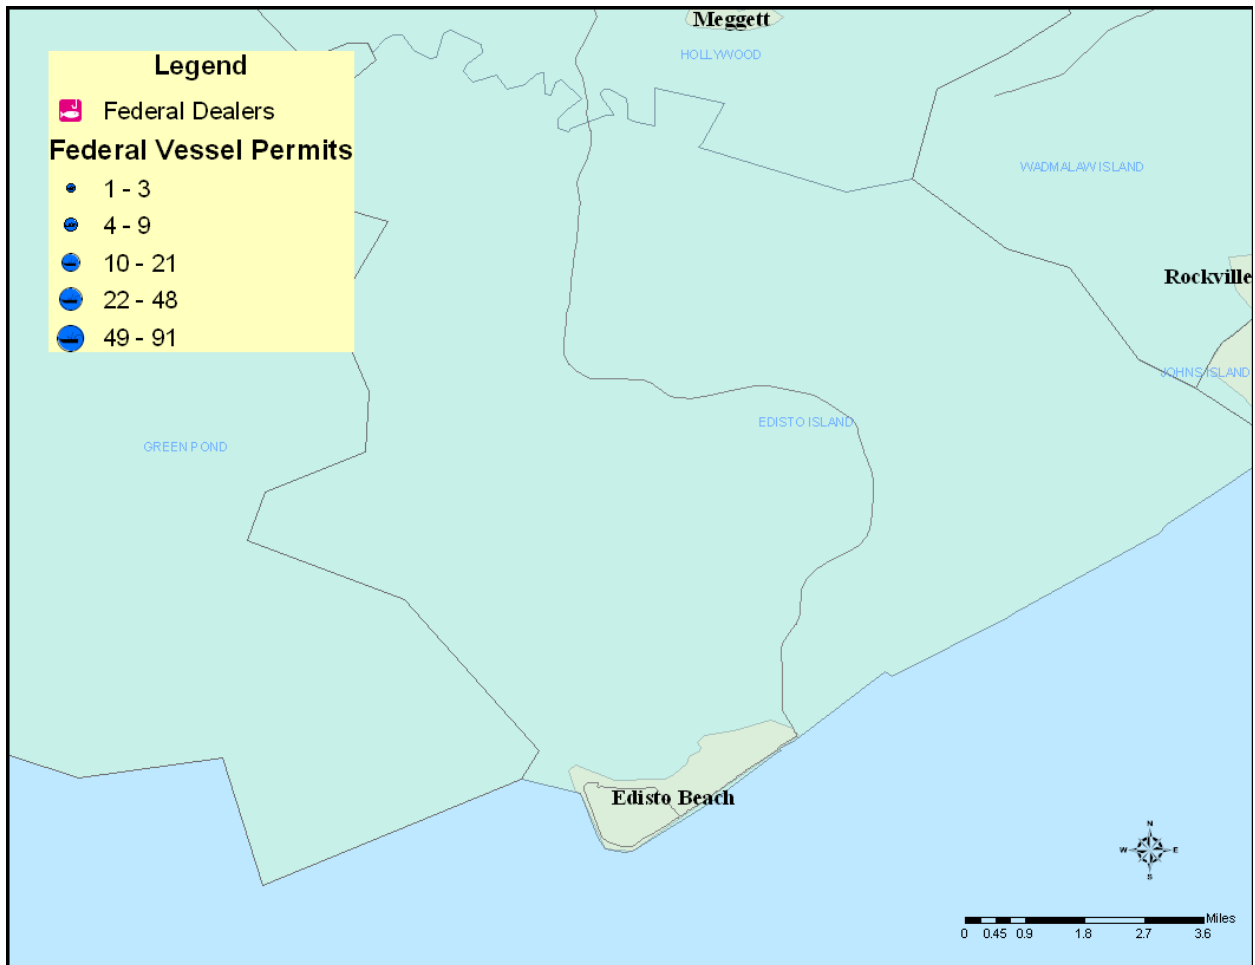 Meggett
HOLLYWOOD
Legend
Federal Dealers
Federal Vessel Permits
1 - 3
4 - 9
10 - 21
22 - 48
49 - 91
WADMALAW ISLAND
Rockville
JOHNS ISLAND
EDISTO ISLAND
GREEN POND
Edisto Beach
N
W E
S
Miles
0 0.45 0.9 1.8 2.7 3.6